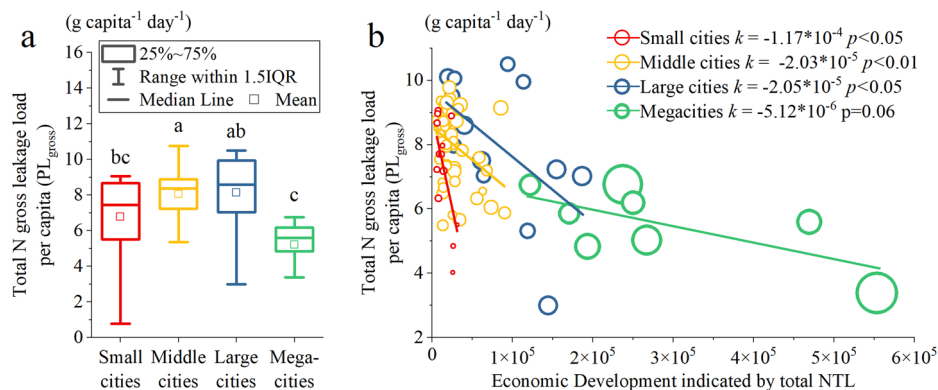 a
(g capita⁻¹ day⁻¹)
Total N gross leakage load
per capita (PL_gross)
16
14
12
10
8
6
4
2
0
25%~75%
Range within 1.5IQR
Median Line
Mean
bc
a
ab
c
Small cities
Middle cities
Large cities
Mega-cities
b
(g capita⁻¹ day⁻¹)
Total N gross leakage load
per capita (PL_gross)
10
8
6
4
2
Small cities k = -1.17*10⁻⁴ p<0.05
Middle cities k = -2.03*10⁻⁵ p<0.01
Large cities k = -2.05*10⁻⁵ p<0.05
Megacities k = -5.12*10⁻⁶ p=0.06
0
1×10⁵
2×10⁵
3×10⁵
4×10⁵
5×10⁵
6×10⁵
Economic Development indicated by total NTL